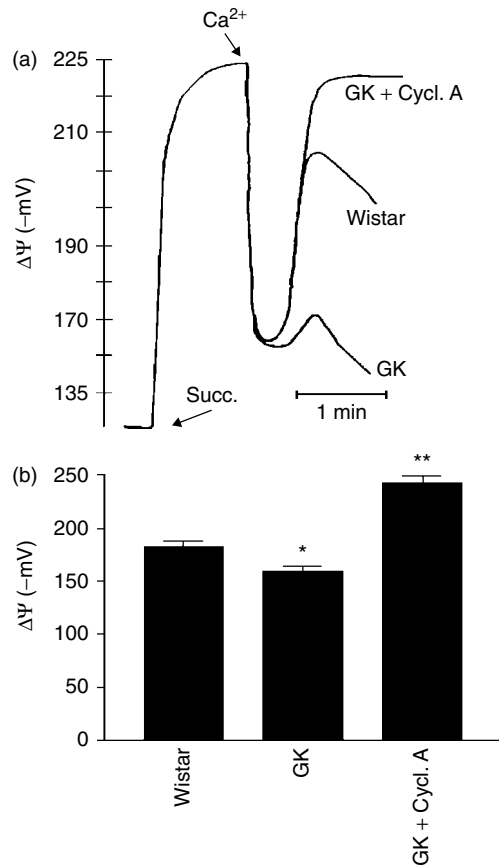 Ca²⁺
(a)
225
210
190
170
135
ΔΨ (−mV)
GK + Cycl. A
Wistar
GK
Succ.
1 min
(b)
250
200
150
100
50
0
ΔΨ (−mV)
*
**
Wistar
GK
GK + Cycl. A